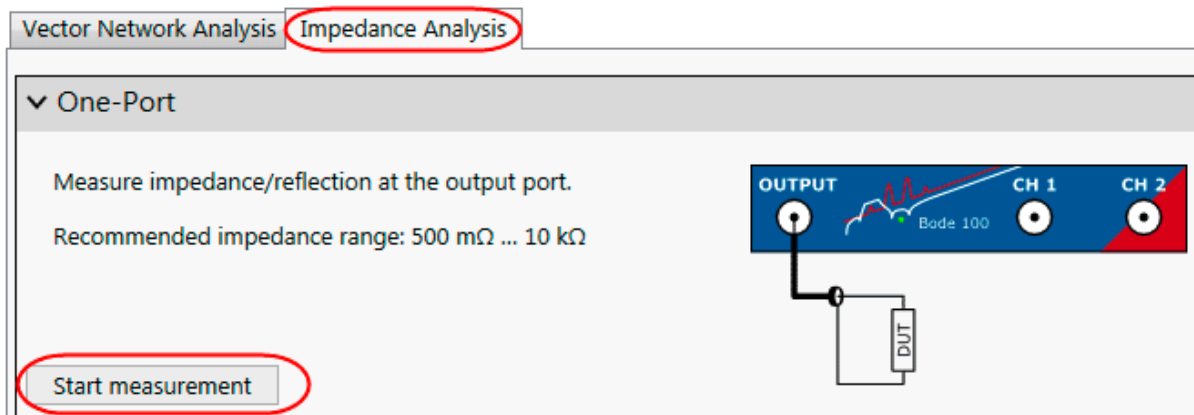 Vector Network Analysis
Impedance Analysis
One-Port
Measure impedance/reflection at the output port.
Recommended impedance range: 500 mΩ ... 10 kΩ
OUTPUT
CH 1
CH 2
Bode 100
DUT
Start measurement